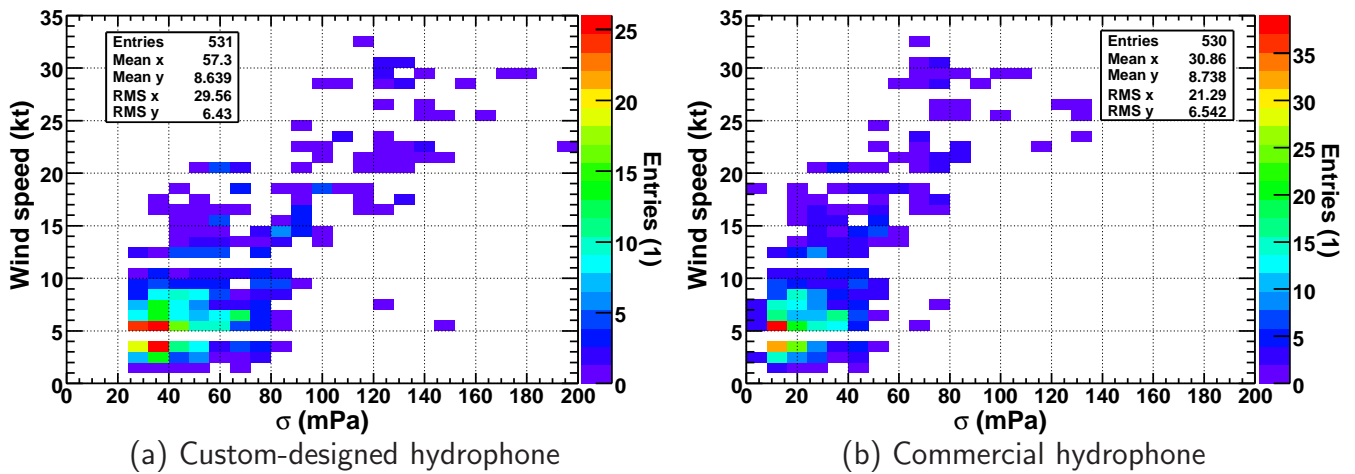 35
30
25
20
15
10
5
0
Wind speed (kt)
Entries 531
Mean x 57.3
Mean y 8.639
RMS x 29.56
RMS y 6.43
0 20 40 60 80 100 120 140 160 180 200
σ (mPa)
25
20
15
10
5
0
Entries (1)
(a) Custom-designed hydrophone
35
30
25
20
15
10
5
0
Wind speed (kt)
Entries 530
Mean x 30.86
Mean y 8.738
RMS x 21.29
RMS y 6.542
0 20 40 60 80 100 120 140 160 180 200
σ (mPa)
35
30
25
20
15
10
5
0
Entries (1)
(b) Commercial hydrophone